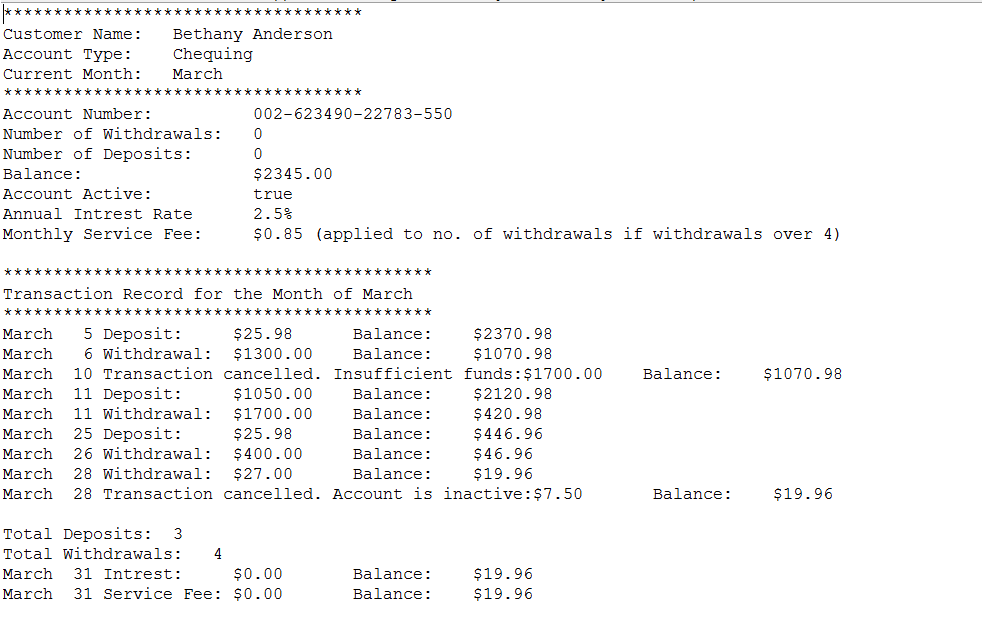 ************************************
Customer Name:   Bethany Anderson
Account Type:    Chequing
Current Month:   March
************************************
Account Number:          002-623490-22783-550
Number of Withdrawals:   0
Number of Deposits:      0
Balance:                 $2345.00
Account Active:          true
Annual Intrest Rate      2.5%
Monthly Service Fee:     $0.85 (applied to no. of withdrawals if withdrawals over 4)
*******************************************
Transaction Record for the Month of March
*******************************************
March   5 Deposit:     $25.98      Balance:    $2370.98
March   6 Withdrawal:  $1300.00    Balance:    $1070.98
March  10 Transaction cancelled. Insufficient funds:$1700.00    Balance:    $1070.98
March  11 Deposit:     $1050.00    Balance:    $2120.98
March  11 Withdrawal:  $1700.00    Balance:    $420.98
March  25 Deposit:     $25.98      Balance:    $446.96
March  26 Withdrawal:  $400.00     Balance:    $46.96
March  28 Withdrawal:  $27.00      Balance:    $19.96
March  28 Transaction cancelled. Account is inactive:$7.50       Balance:    $19.96
Total Deposits:  3
Total Withdrawals:   4
March  31 Intrest:     $0.00       Balance:    $19.96
March  31 Service Fee: $0.00       Balance:    $19.96